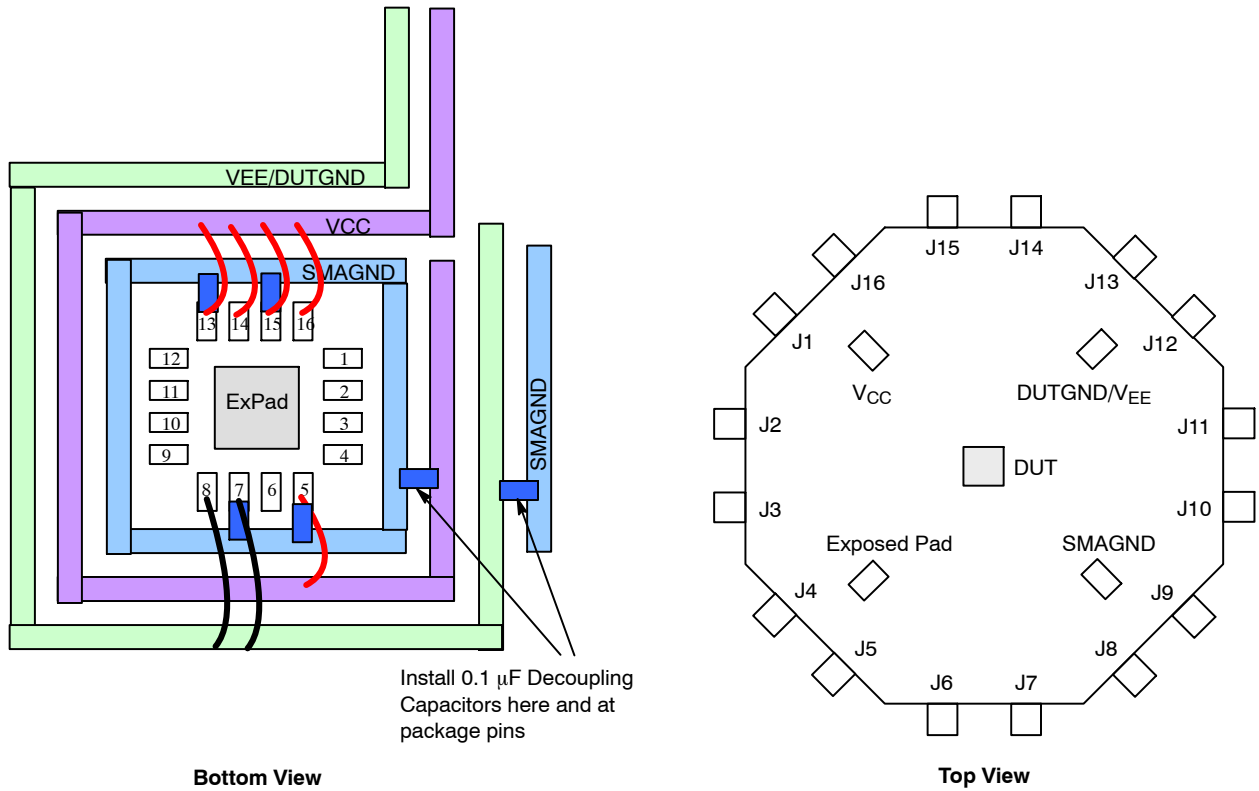 VEE/DUTGND
VCC
SMAGND
13 14 15 16
12
11
10
9
ExPad
1
2
3
4
8 7 6 5
SMAGND
Install 0.1 μF Decoupling
Capacitors here and at
package pins
Bottom View
J15 J14
J16 J13
J1 J12
VCC DUTGND/VEE
J2 J11
DUT
J3 J10
Exposed Pad SMAGND
J4 J9
J5 J8
J6 J7
Top View